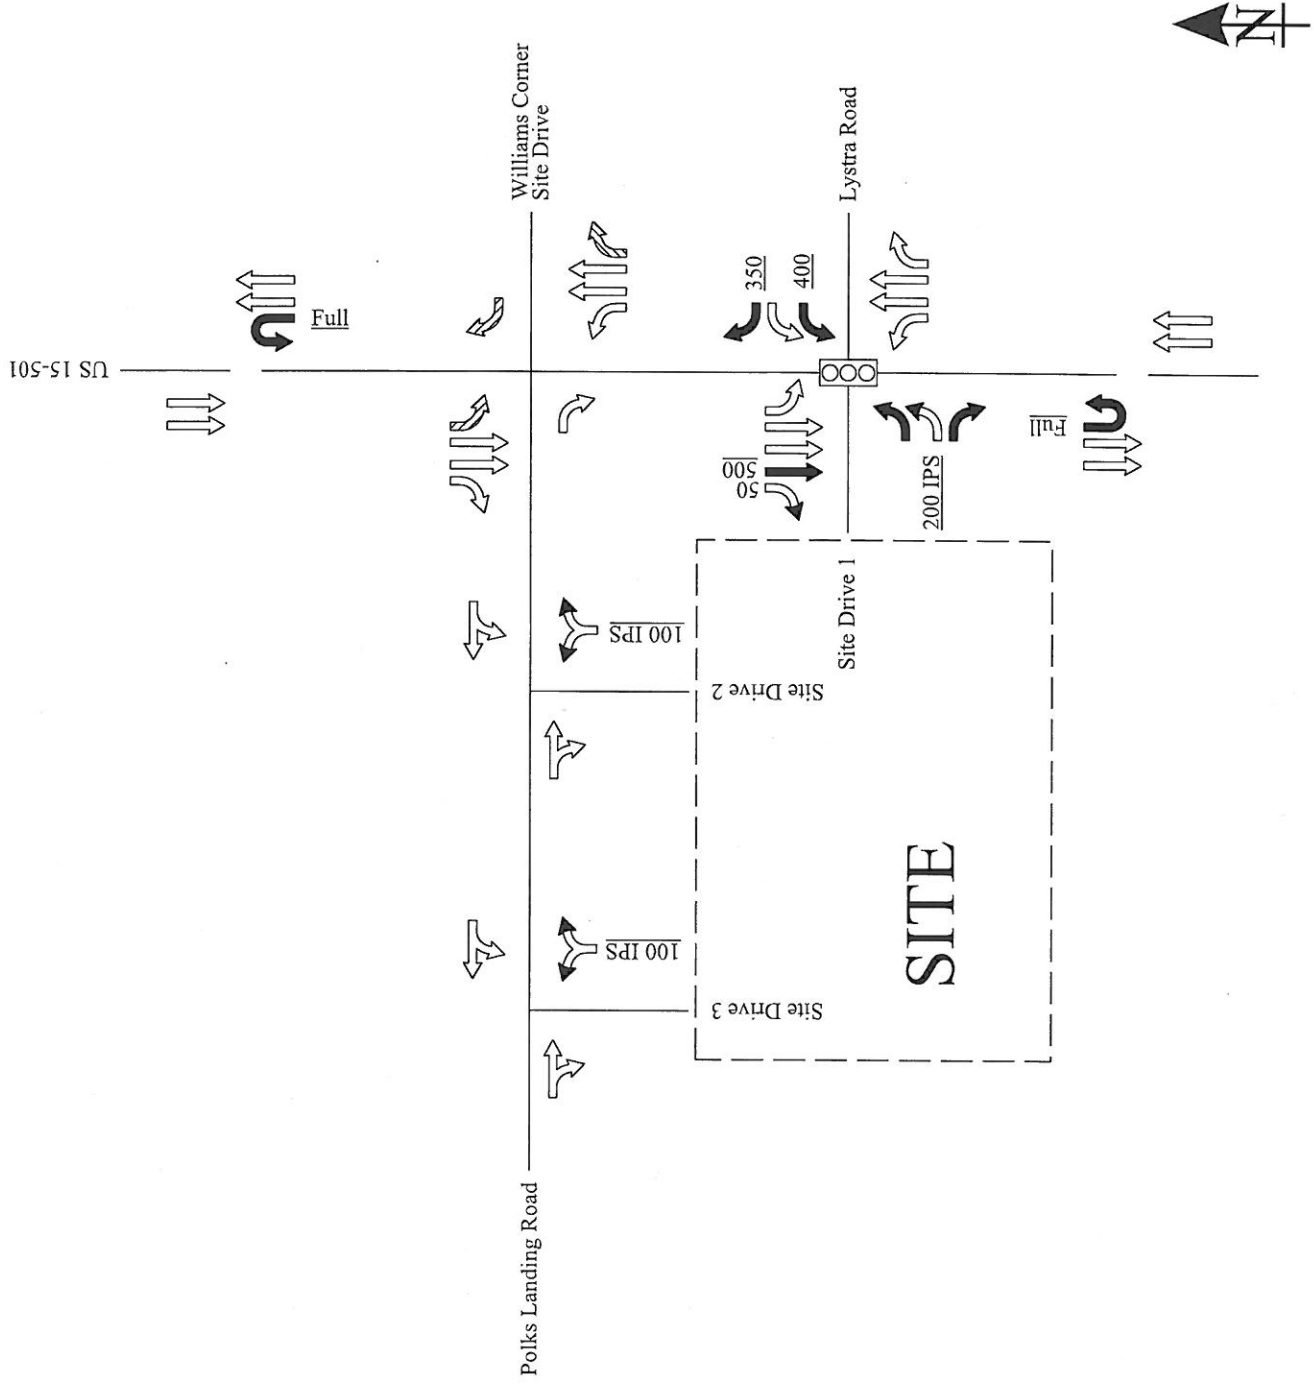 N
US 15-501
Williams Corner
Site Drive
Full
Lystra Road
350
400
500
50
200 IPS
Full
Site Drive 1
100 IPS
Site Drive 2
100 IPS
Site Drive 3
SITE
Polks Landing Road